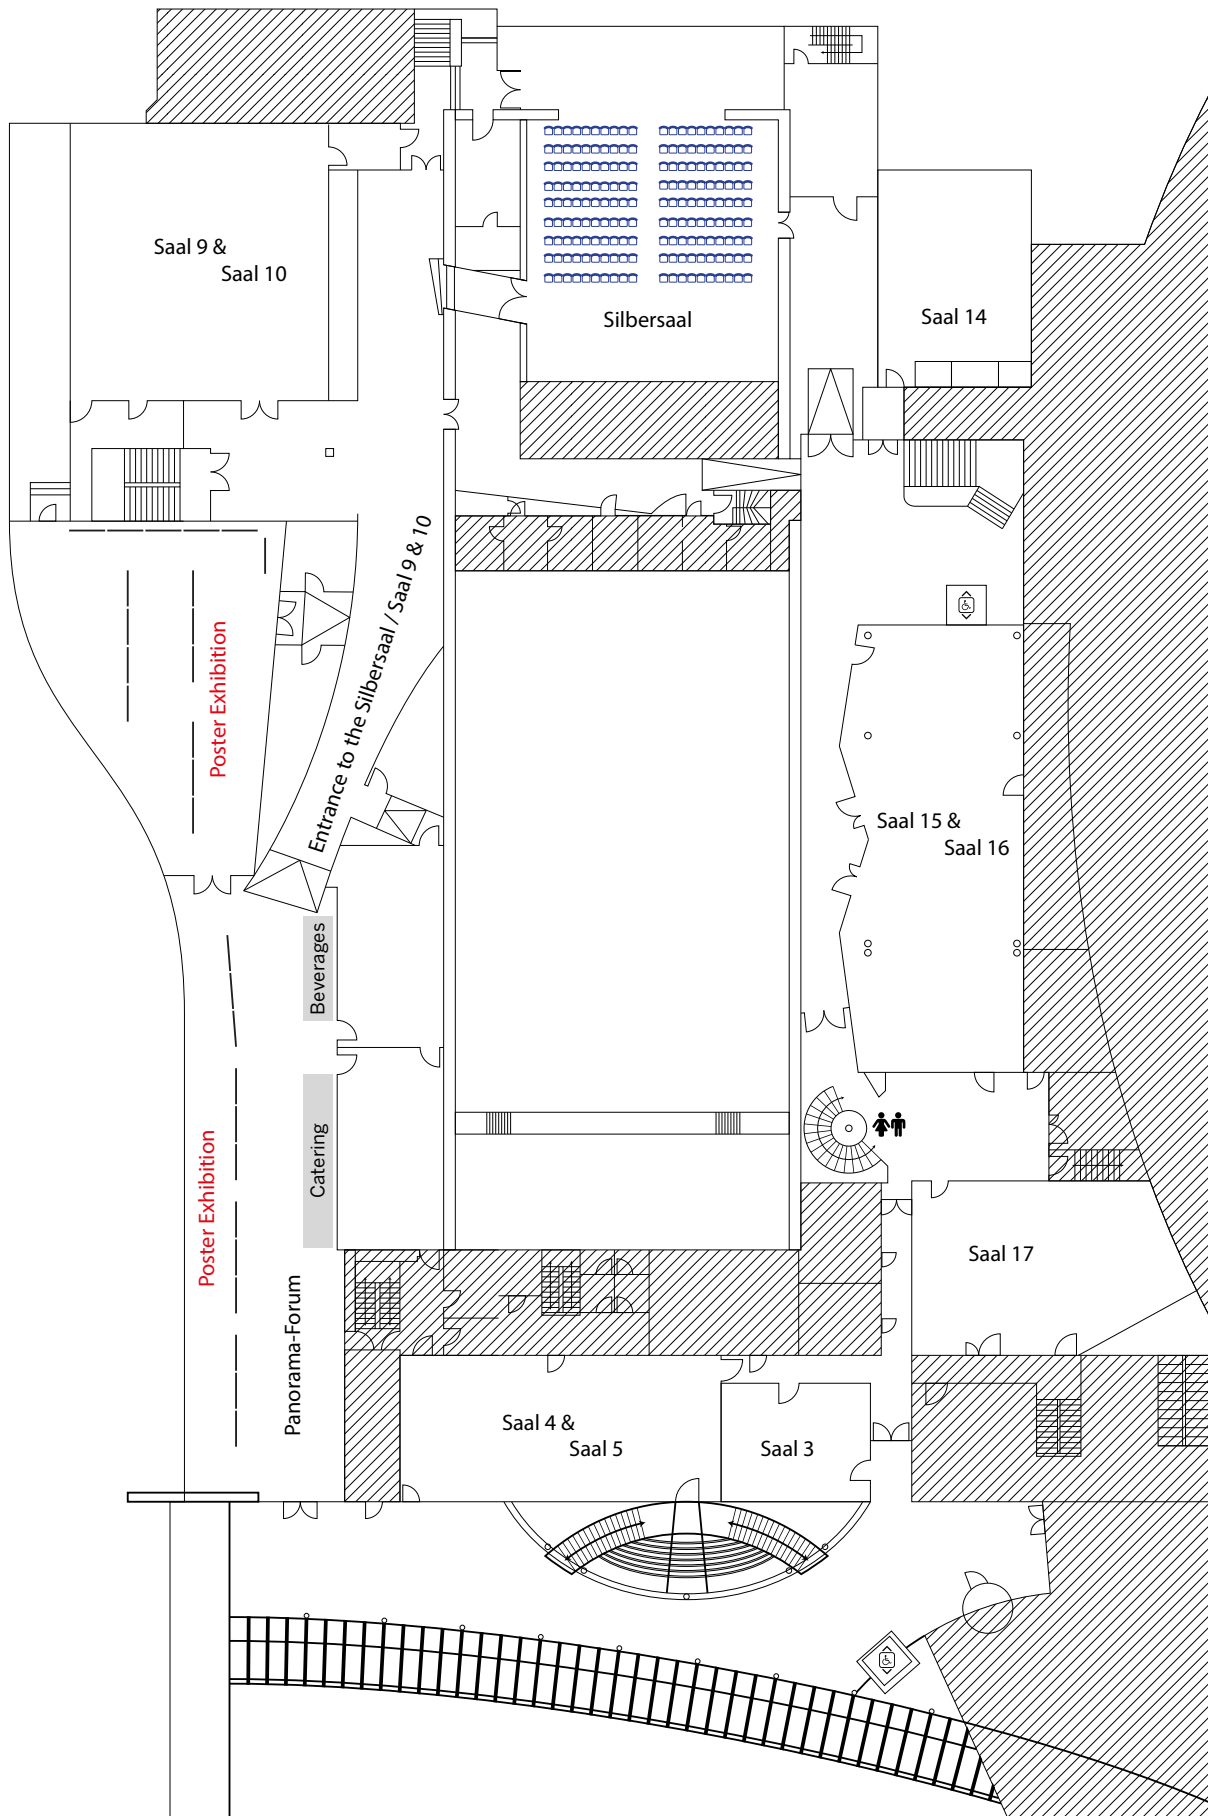 Saal 9 &
Saal 10
Silbersaal
Saal 14
Entrance to the Silbersaal / Saal 9 & 10
Poster Exhibition
Saal 15 &
Saal 16
Beverages
Catering
Poster Exhibition
Panorama-Forum
Saal 17
Saal 4 &
Saal 5
Saal 3